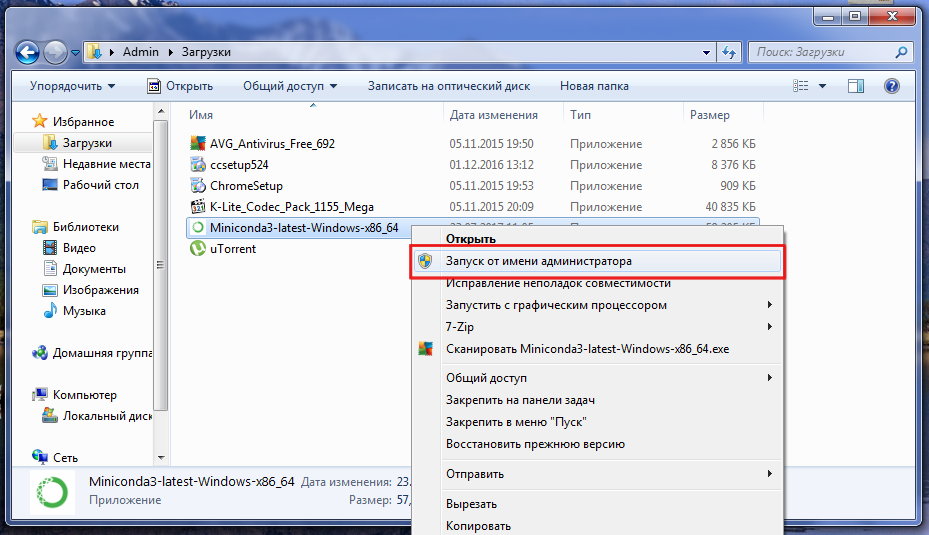 Admin Загрузки
Поиск: Загрузки
Упорядочить Открыть Общий доступ Записать на оптический диск Новая папка
Избранное
Загрузки
Недавние места
Рабочий стол
Библиотеки
Видео
Документы
Изображения
Музыка
Домашняя группа
Компьютер
Локальный диск
Сеть
Имя Дата изменения Тип Размер
AVG_Antivirus_Free_692 05.11.2015 19:50 Приложение 2 856 КБ
ccsetup524 01.12.2016 13:12 Приложение 8 376 КБ
ChromeSetup 05.11.2015 19:53 Приложение 909 КБ
K-Lite_Codec_Pack_1155_Mega 05.11.2015 20:09 Приложение 40 835 КБ
Miniconda3-latest-Windows-x86_64
uTorrent
Открыть
Запуск от имени администратора
Исправление неполадок совместимости
Запустить с графическим процессором
7-Zip
Сканировать Miniconda3-latest-Windows-x86_64.exe
Общий доступ
Закрепить на панели задач
Закрепить в меню "Пуск"
Восстановить прежнюю версию
Отправить
Вырезать
Копировать
Miniconda3-latest-Windows-x86_64 Дата изменения: 23.
Приложение Размер: 57,